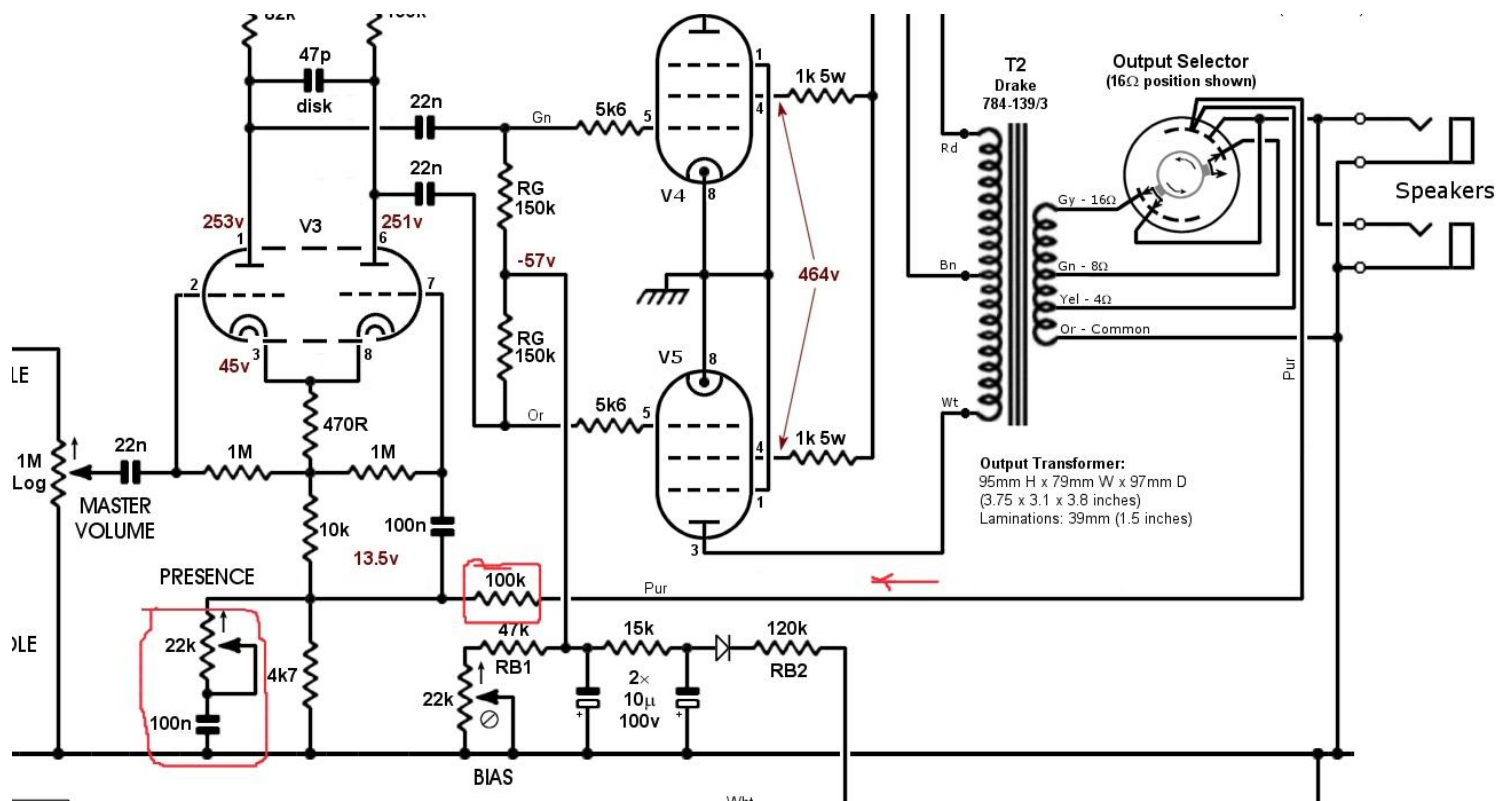 47p
disk
22n
22n
Gn
5k6
5
1
4
1k 5w
V4
8
RG
150k
253v
V3
251v
1
6
2
7
-57v
464v
45v
3
8
RG
150k
470R
Or
5k6
V5
8
5
4
1
3
1k 5w
T2
Drake
784-139/3
Rd
Bn
Wt
Output Selector
(16Ω position shown)
Gy - 16Ω
Gn - 8Ω
Yel - 4Ω
Or - Common
Pur
Speakers
Output Transformer:
95mm H x 79mm W x 97mm D
(3.75 x 3.1 x 3.8 inches)
Laminations: 39mm (1.5 inches)
LE
1M
Log
22n
MASTER
VOLUME
1M
1M
10k
100n
13.5v
PRESENCE
100k
Pur
22k
4k7
100n
47k
RB1
22k
15k
2×
10µ
100v
+
+
120k
RB2
BIAS